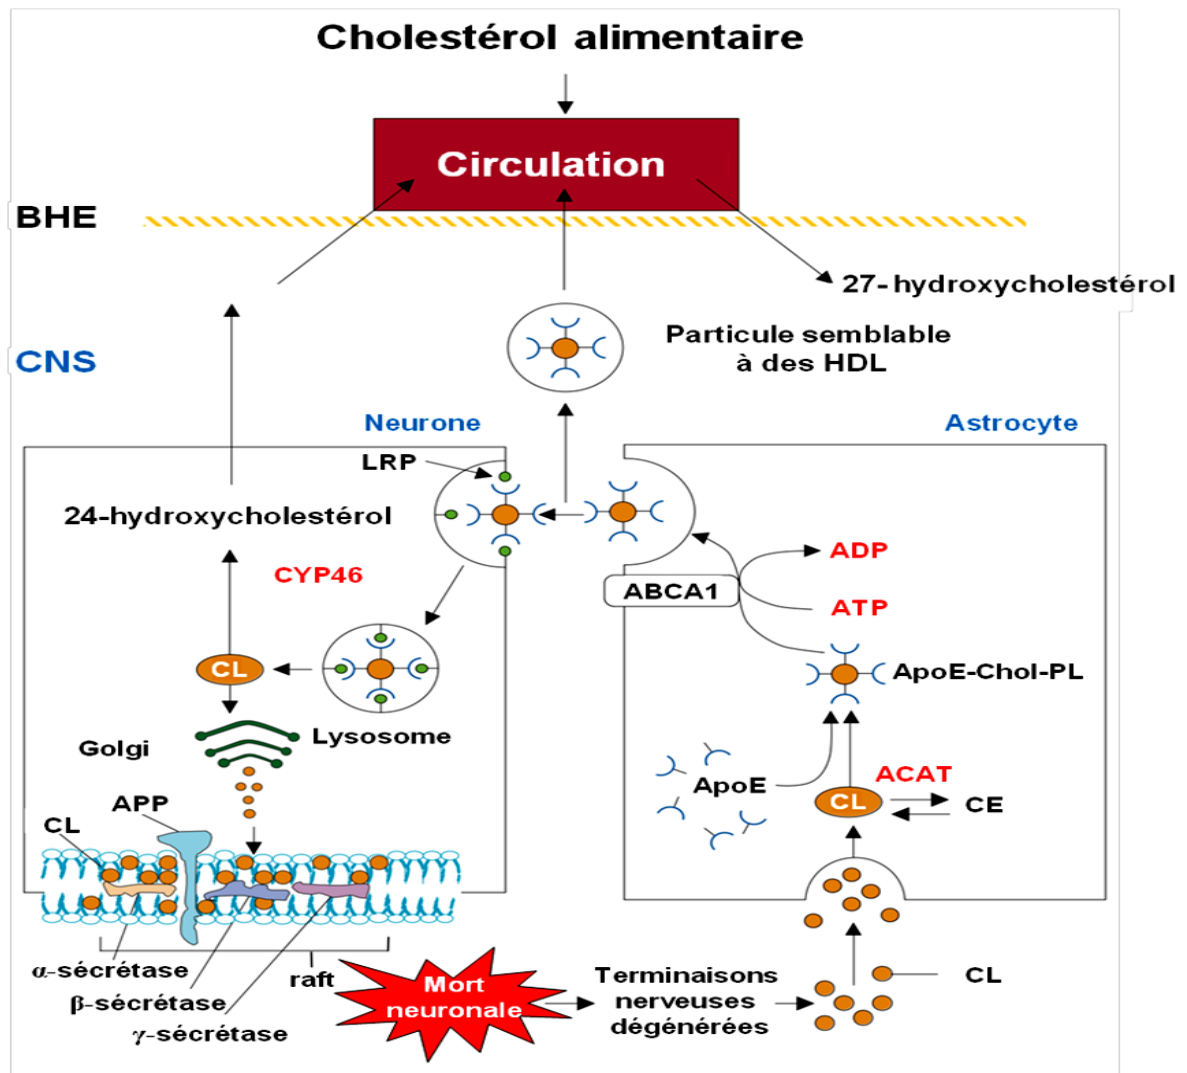 Cholestérol alimentaire
Circulation
BHE
27-hydroxycholestérol
Particule semblable
à des HDL
CNS
Neurone
Astrocyte
LRP
24-hydroxycholestérol
CYP46
ADP
ABCA1
ATP
CL
ApoE-Chol-PL
Lysosome
Golgi
ApoE
ACAT
CL
CE
APP
CL
α-sécrétase
β-sécrétase
γ-sécrétase
raft
Mort
neuronale
Terminaisons
nerveuses
dégénérées
CL